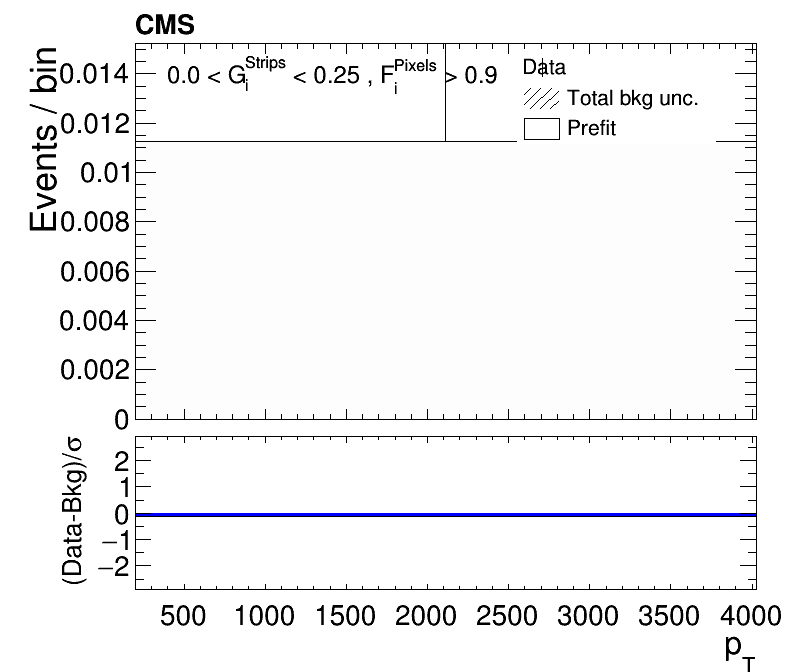 CMS
0.0 < G_i^Strips < 0.25 , F_i^Pixels > 0.9
Data
Total bkg unc.
Prefit
Events / bin
0.014
0.012
0.01
0.008
0.006
0.004
0.002
0
(Data-Bkg)/σ
2
1
0
−1
−2
500 1000 1500 2000 2500 3000 3500 4000
p_T